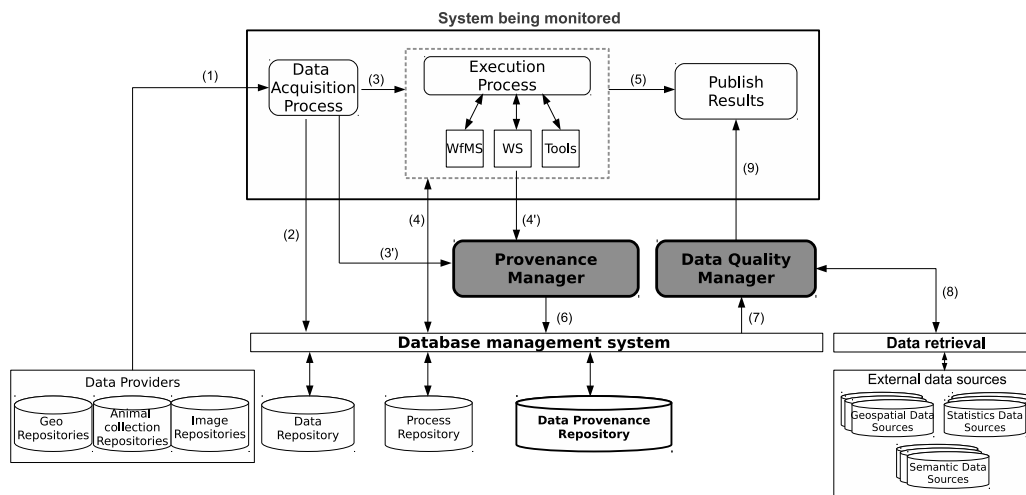 System being monitored
(1)
Data
Acquisition
Process
(3)
Execution
Process
(5)
Publish
Results
WfMS
WS
Tools
(9)
(2)
(4)
(4')
(3')
Provenance
Manager
Data Quality
Manager
(8)
(6)
(7)
Database management system
Data retrieval
Data Providers
Geo
Repositories
Animal
collection
Repositories
Image
Repositories
Data
Repository
Process
Repository
Data Provenance
Repository
External data sources
Geospatial Data
Sources
Statistics Data
Sources
Semantic Data
Sources